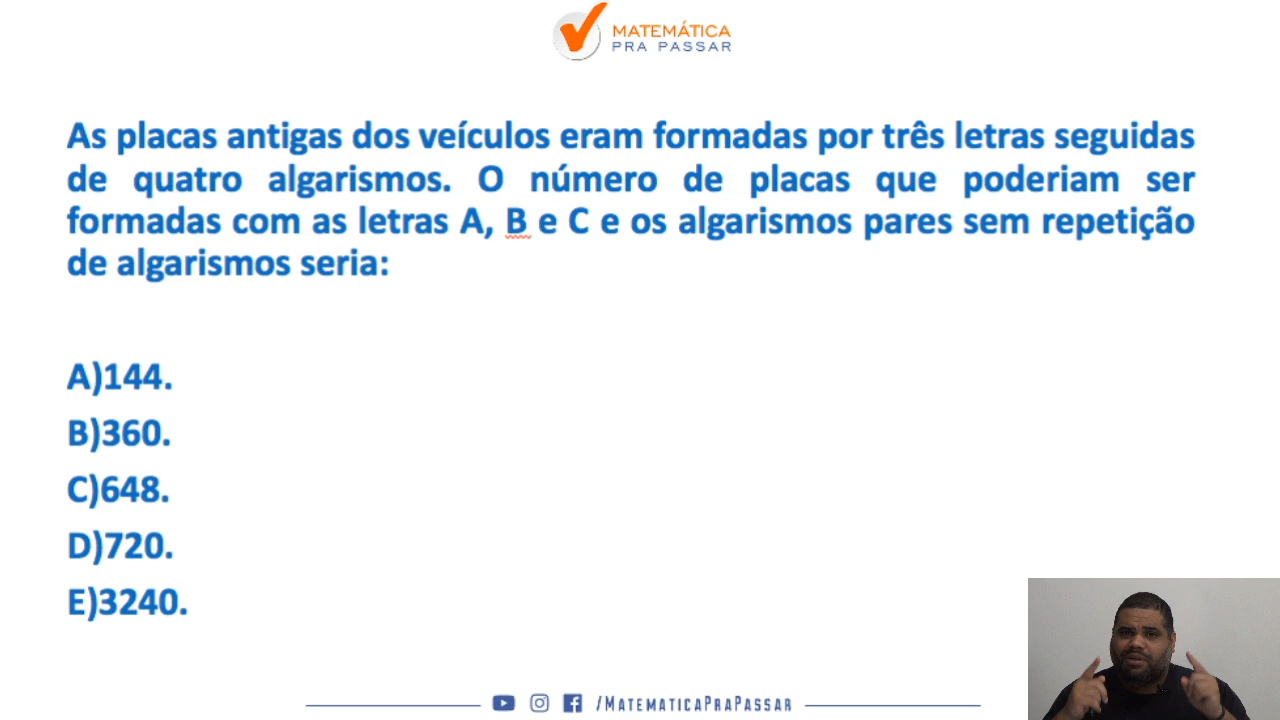 MATEMÁTICA
PRA PASSAR
As placas antigas dos veículos eram formadas por três letras seguidas
de quatro algarismos. O número de placas que poderiam ser
formadas com as letras A, B e C e os algarismos pares sem repetição
de algarismos seria:
A)144.
B)360.
C)648.
D)720.
E)3240.
/MATEMATICAPRAPASSAR